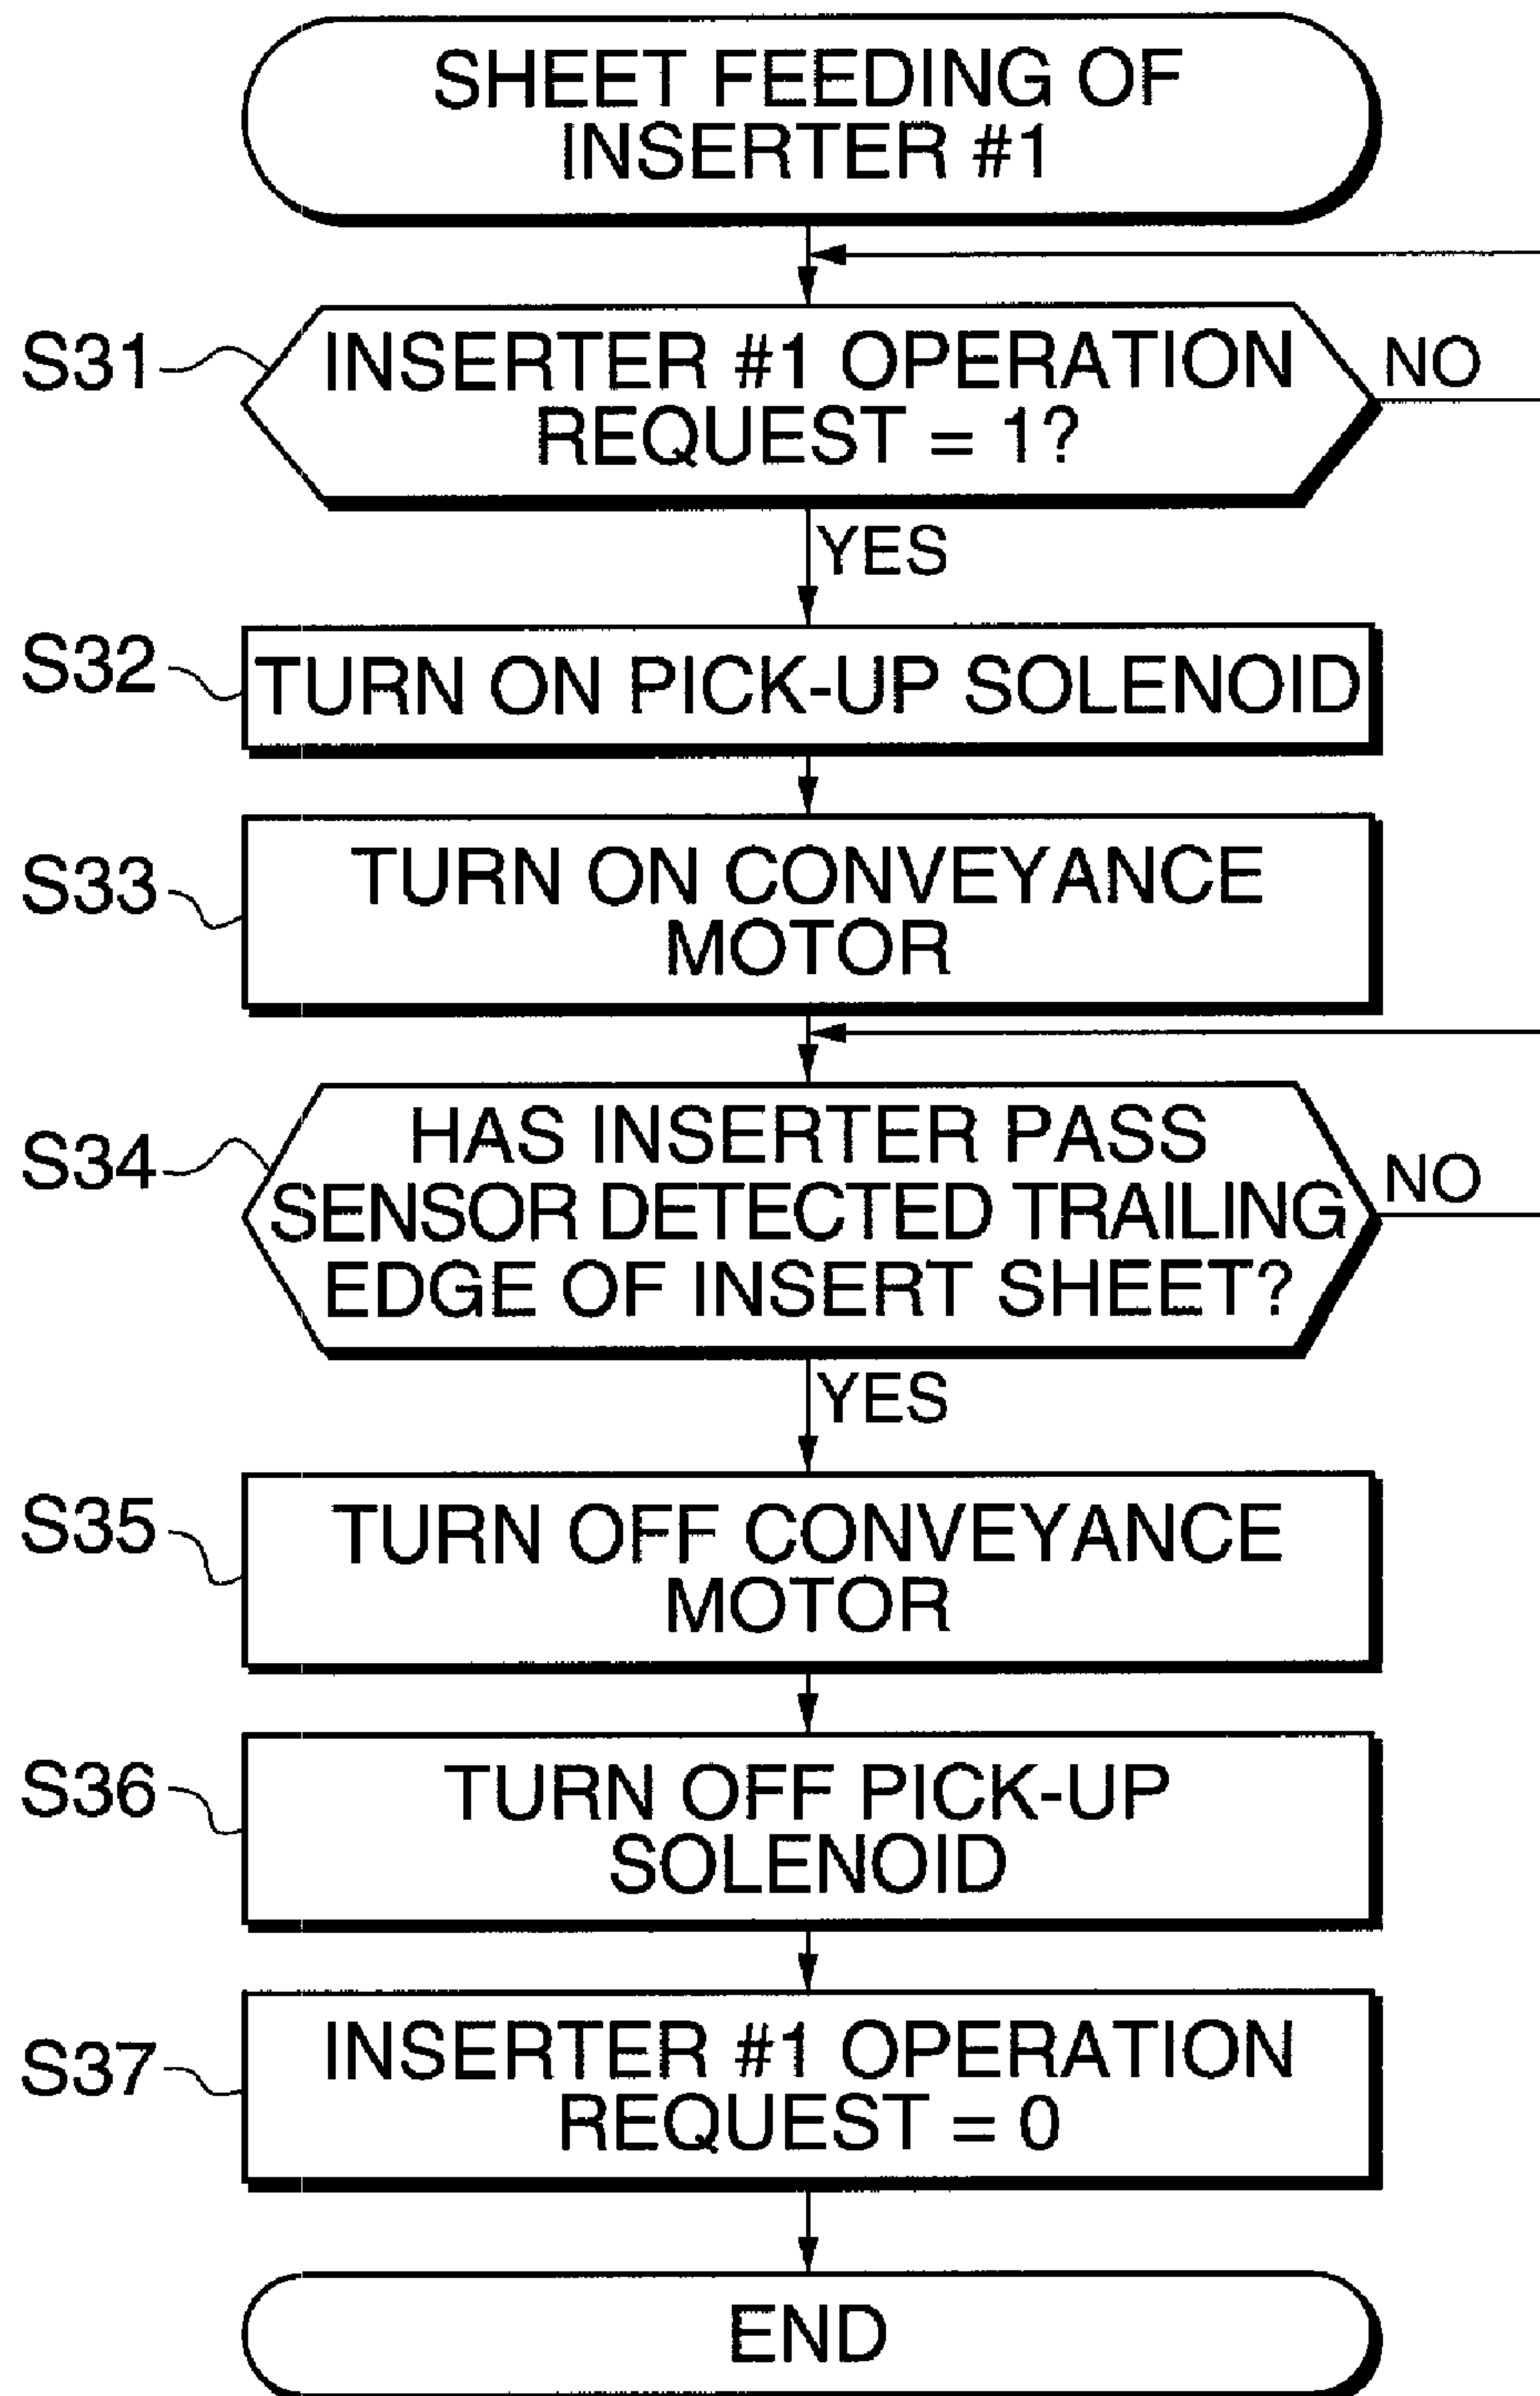 SHEET FEEDING OF
INSERTER #1
S31
INSERTER #1 OPERATION
REQUEST = 1?
NO
YES
S32
TURN ON PICK-UP SOLENOID
S33
TURN ON CONVEYANCE
MOTOR
S34
HAS INSERTER PASS
SENSOR DETECTED TRAILING
EDGE OF INSERT SHEET?
NO
YES
S35
TURN OFF CONVEYANCE
MOTOR
S36
TURN OFF PICK-UP
SOLENOID
S37
INSERTER #1 OPERATION
REQUEST = 0
END